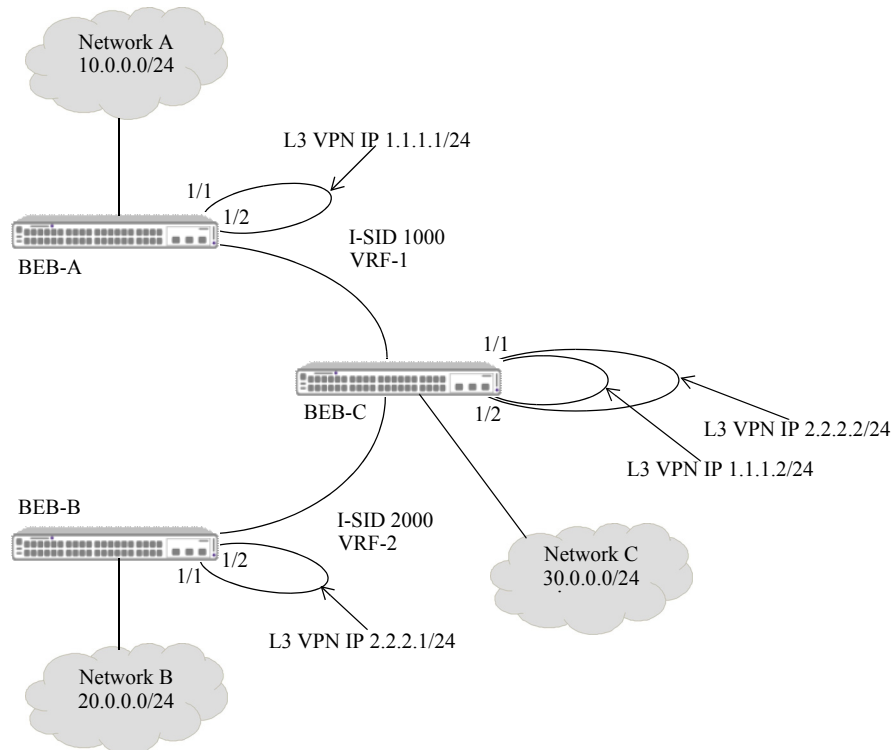 Network A
10.0.0.0/24
L3 VPN IP 1.1.1.1/24
1/1
1/2
BEB-A
I-SID 1000
VRF-1
1/1
BEB-C
1/2
L3 VPN IP 2.2.2.2/24
L3 VPN IP 1.1.1.2/24
BEB-B
I-SID 2000
VRF-2
1/2
1/1
Network C
30.0.0.0/24
L3 VPN IP 2.2.2.1/24
Network B
20.0.0.0/24